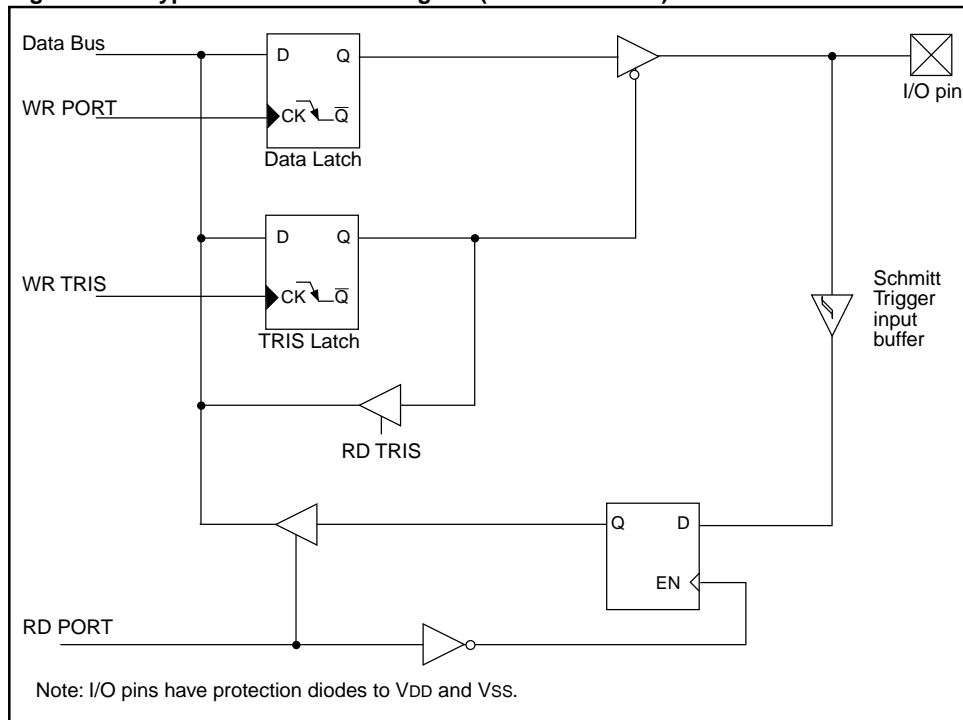 Data Bus
D Q
WR PORT
CK Q̅
Data Latch
I/O pin
D Q
WR TRIS
CK Q̅
TRIS Latch
Schmitt
Trigger
input
buffer
RD TRIS
Q D
EN
RD PORT
Note: I/O pins have protection diodes to VDD and VSS.